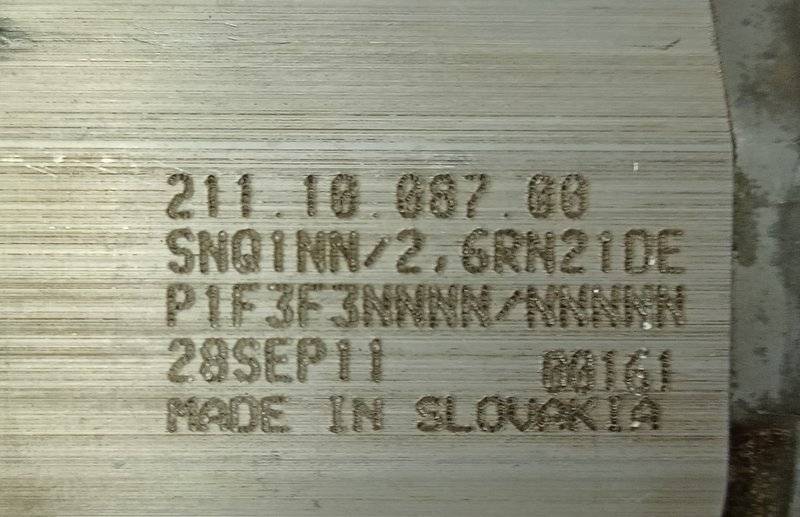 211.10.087.00
SNQ1NN/2,6RN21DE
P1F3F3NNNN/NNNNN
28SEP11 00161
MADE IN SLOVAKIA